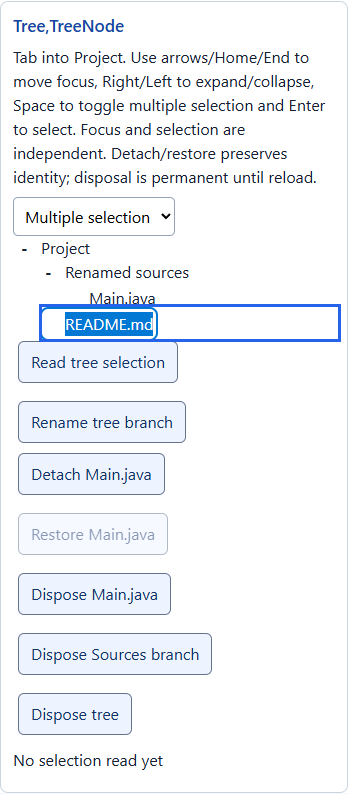 Tree,TreeNode
Tab into Project. Use arrows/Home/End to
move focus, Right/Left to expand/collapse,
Space to toggle multiple selection and Enter
to select. Focus and selection are
independent. Detach/restore preserves
identity; disposal is permanent until reload.
Multiple selection
- Project
- Renamed sources
Main.java
README.md
Read tree selection
Rename tree branch
Detach Main.java
Restore Main.java
Dispose Main.java
Dispose Sources branch
Dispose tree
No selection read yet